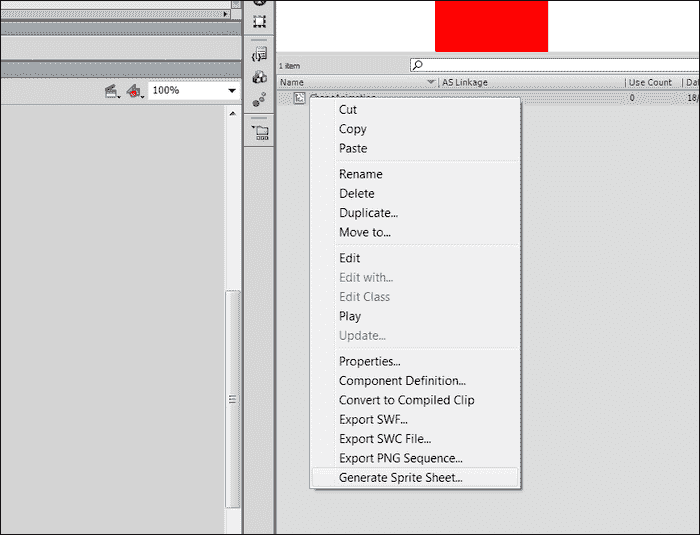 1 item
Name
AS Linkage
Use Count
100%
0
18/
Cut
Copy
Paste
Rename
Delete
Duplicate...
Move to...
Edit
Edit with...
Edit Class
Play
Update...
Properties...
Component Definition...
Convert to Compiled Clip
Export SWF...
Export SWC File...
Export PNG Sequence...
Generate Sprite Sheet...